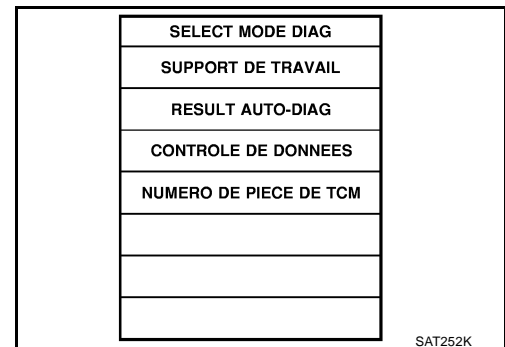 SELECT MODE DIAG
SUPPORT DE TRAVAIL
RESULT AUTO-DIAG
CONTROLE DE DONNEES
NUMERO DE PIECE DE TCM
SAT252K